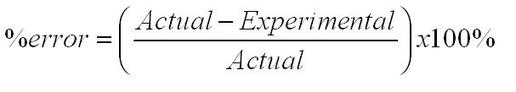 %error = (Actual – Experimental / Actual) x100%